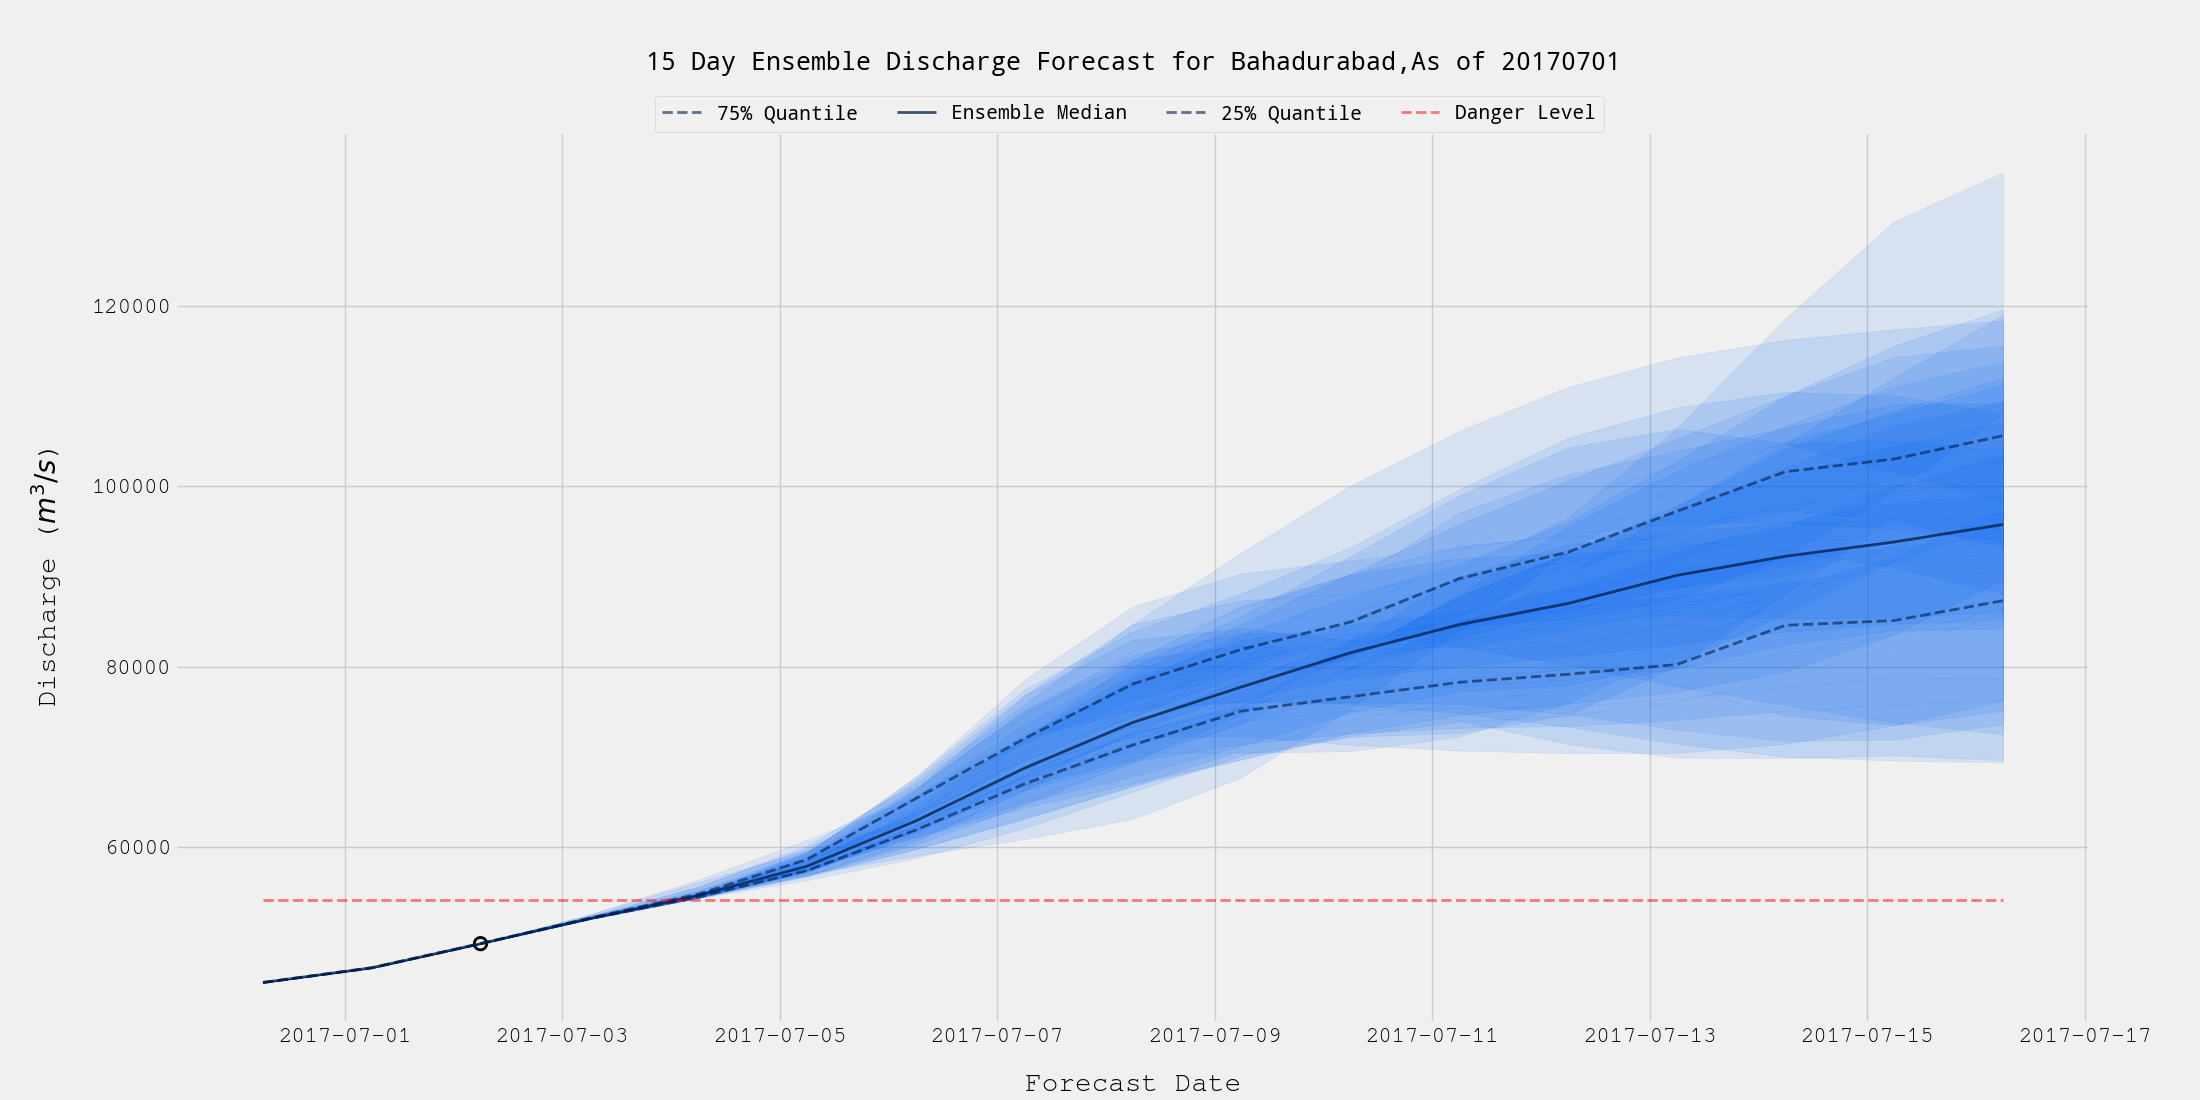 15 Day Ensemble Discharge Forecast for Bahadurabad,As of 20170701
75% Quantile Ensemble Median 25% Quantile Danger Level
120000
100000
80000
60000
Discharge (m³/s)
2017-07-01 2017-07-03 2017-07-05 2017-07-07 2017-07-09 2017-07-11 2017-07-13 2017-07-15 2017-07-17
Forecast Date